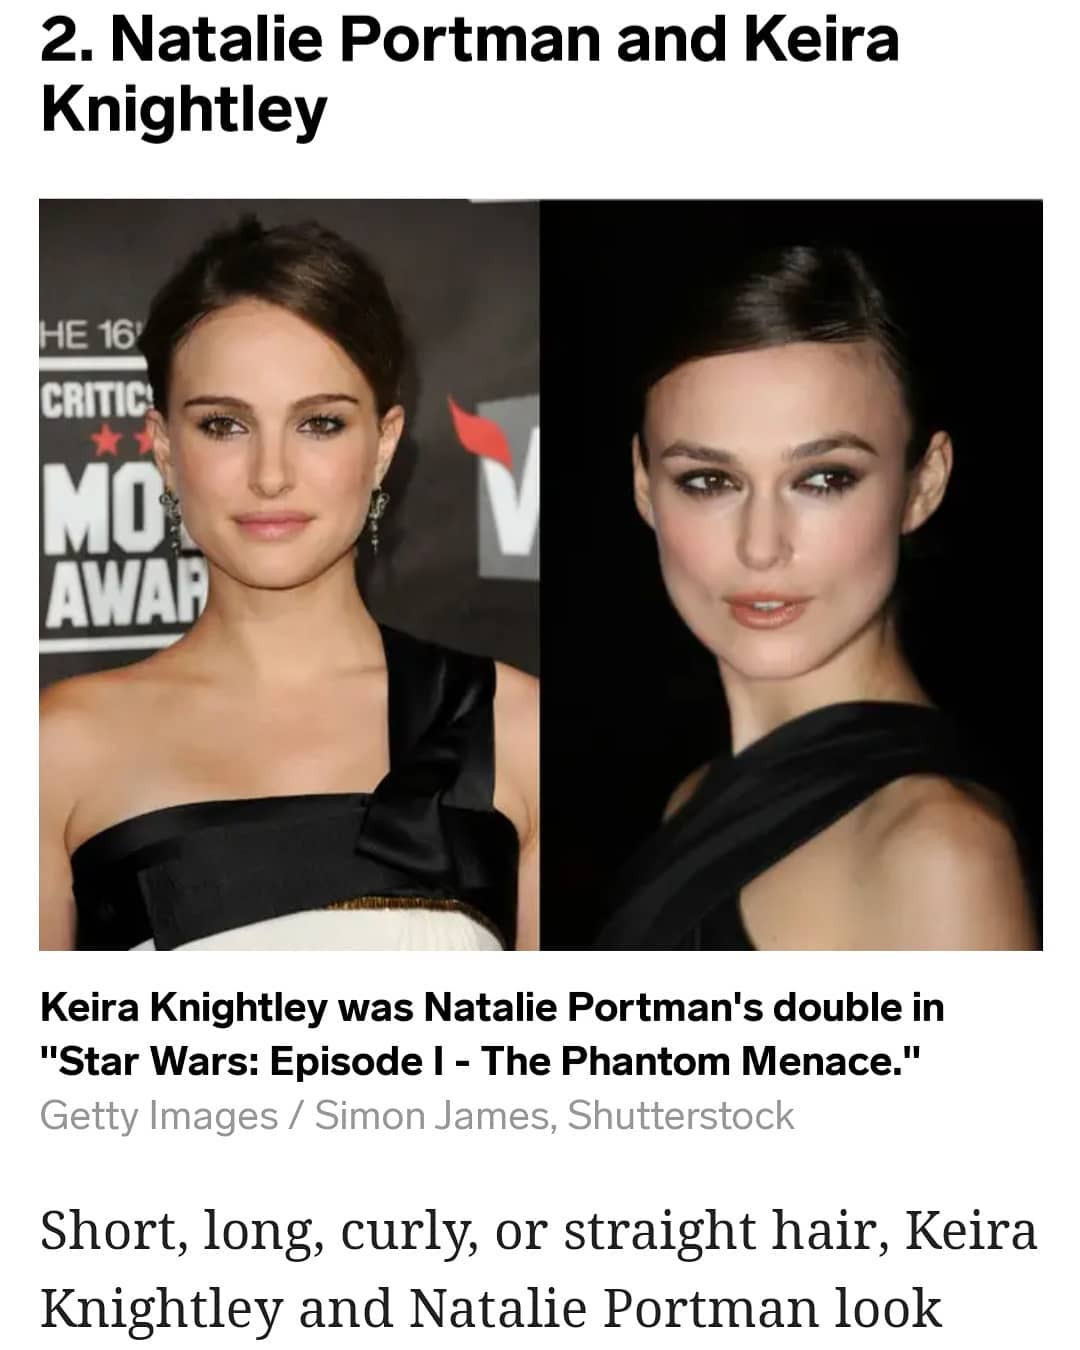 2. Natalie Portman and Keira
Knightley
HE 16
CRITICS
MO
AWAR
Keira Knightley was Natalie Portman's double in
"Star Wars: Episode I - The Phantom Menace."
Getty Images / Simon James, Shutterstock
Short, long, curly, or straight hair, Keira
Knightley and Natalie Portman look